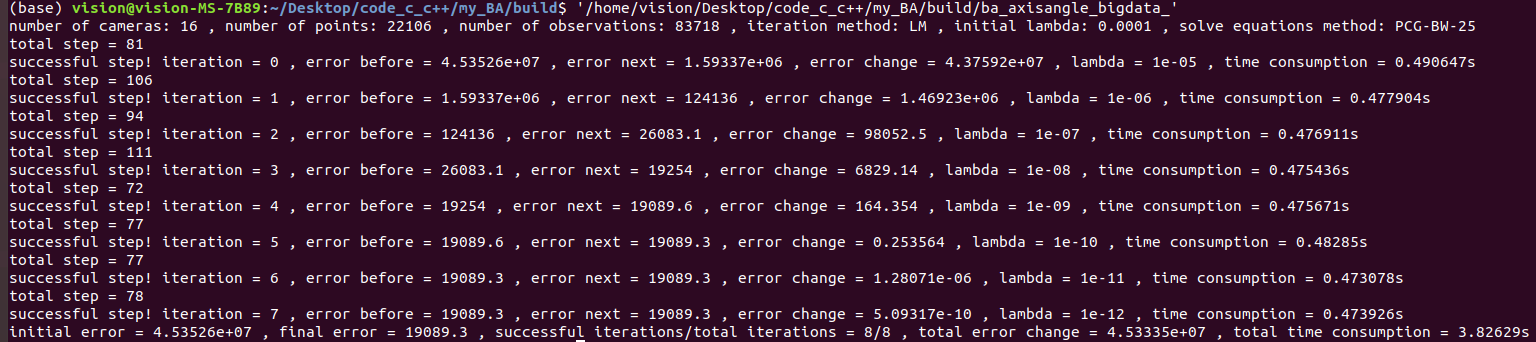 (base) vision@vision-MS-7B89:~/Desktop/code_c_c++/my_BA/build$ '/home/vision/Desktop/code_c_c++/my_BA/build/ba_axisangle_bigdata_'
number of cameras: 16 , number of points: 22106 , number of observations: 83718 , iteration method: LM , initial lambda: 0.0001 , solve equations method: PCG-BW-25
total step = 81
successful step! iteration = 0 , error before = 4.53526e+07 , error next = 1.59337e+06 , error change = 4.37592e+07 , lambda = 1e-05 , time consumption = 0.490647s
total step = 106
successful step! iteration = 1 , error before = 1.59337e+06 , error next = 124136 , error change = 1.46923e+06 , lambda = 1e-06 , time consumption = 0.477904s
total step = 94
successful step! iteration = 2 , error before = 124136 , error next = 26083.1 , error change = 98052.5 , lambda = 1e-07 , time consumption = 0.476911s
total step = 111
successful step! iteration = 3 , error before = 26083.1 , error next = 19254 , error change = 6829.14 , lambda = 1e-08 , time consumption = 0.475436s
total step = 72
successful step! iteration = 4 , error before = 19254 , error next = 19089.6 , error change = 164.354 , lambda = 1e-09 , time consumption = 0.475671s
total step = 77
successful step! iteration = 5 , error before = 19089.6 , error next = 19089.3 , error change = 0.253564 , lambda = 1e-10 , time consumption = 0.48285s
total step = 77
successful step! iteration = 6 , error before = 19089.3 , error next = 19089.3 , error change = 1.28071e-06 , lambda = 1e-11 , time consumption = 0.473078s
total step = 78
successful step! iteration = 7 , error before = 19089.3 , error next = 19089.3 , error change = 5.09317e-10 , lambda = 1e-12 , time consumption = 0.473926s
initial error = 4.53526e+07 , final error = 19089.3 , successful iterations/total iterations = 8/8 , total error change = 4.53335e+07 , total time consumption = 3.82629s